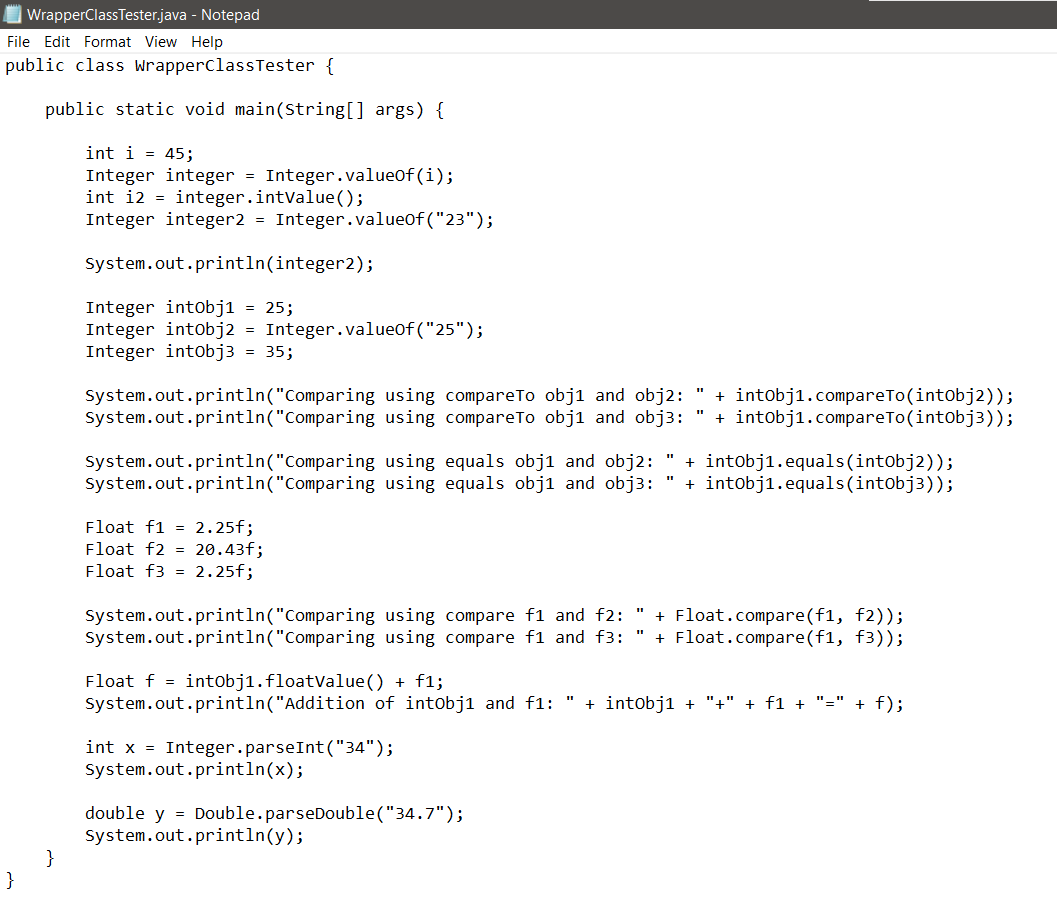 WrapperClassTester.java - Notepad
File Edit Format View Help
public class WrapperClassTester {
    public static void main(String[] args) {
        int i = 45;
        Integer integer = Integer.valueOf(i);
        int i2 = integer.intValue();
        Integer integer2 = Integer.valueOf("23");
        System.out.println(integer2);
        Integer intObj1 = 25;
        Integer intObj2 = Integer.valueOf("25");
        Integer intObj3 = 35;
        System.out.println("Comparing using compareTo obj1 and obj2: " + intObj1.compareTo(intObj2));
        System.out.println("Comparing using compareTo obj1 and obj3: " + intObj1.compareTo(intObj3));
        System.out.println("Comparing using equals obj1 and obj2: " + intObj1.equals(intObj2));
        System.out.println("Comparing using equals obj1 and obj3: " + intObj1.equals(intObj3));
        Float f1 = 2.25f;
        Float f2 = 20.43f;
        Float f3 = 2.25f;
        System.out.println("Comparing using compare f1 and f2: " + Float.compare(f1, f2));
        System.out.println("Comparing using compare f1 and f3: " + Float.compare(f1, f3));
        Float f = intObj1.floatValue() + f1;
        System.out.println("Addition of intObj1 and f1: " + intObj1 + "+" + f1 + "=" + f);
        int x = Integer.parseInt("34");
        System.out.println(x);
        double y = Double.parseDouble("34.7");
        System.out.println(y);
    }
}